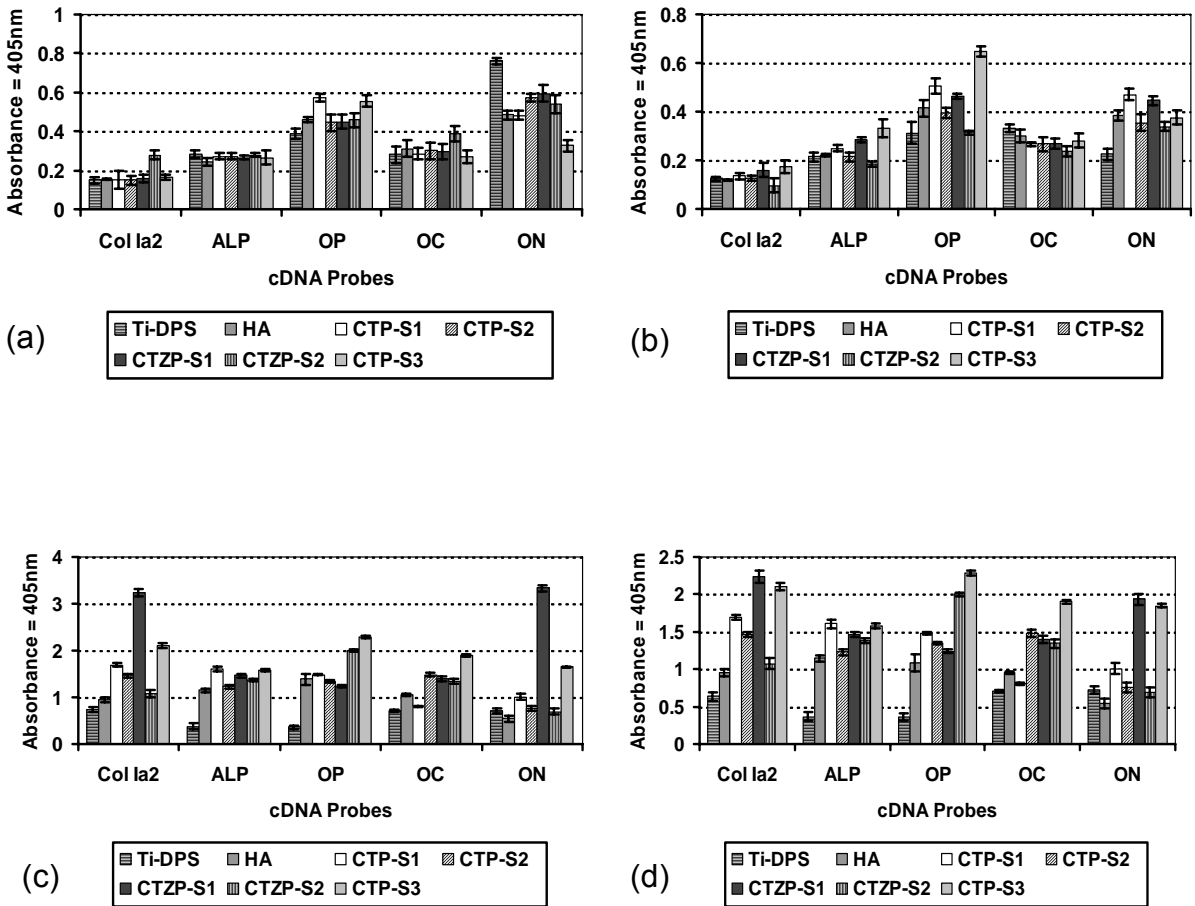 Absorbance = 405nm
1
0.8
0.6
0.4
0.2
0
Col Ia2 ALP OP OC ON
cDNA Probes
Ti-DPS HA CTP-S1 CTP-S2
CTZP-S1 CTZP-S2 CTP-S3
(a)
Absorbance = 405nm
0.8
0.6
0.4
0.2
0
Col Ia2 ALP OP OC ON
cDNA Probes
Ti-DPS HA CTP-S1 CTP-S2
CTZP-S1 CTZP-S2 CTP-S3
(b)
Absorbance = 405nm
4
3
2
1
0
Col Ia2 ALP OP OC ON
cDNA Probes
Ti-DPS HA CTP-S1 CTP-S2
CTZP-S1 CTZP-S2 CTP-S3
(c)
Absorbance = 405nm
2.5
2
1.5
1
0.5
0
Col Ia2 ALP OP OC ON
cDNA Probes
Ti-DPS HA CTP-S1 CTP-S2
CTZP-S1 CTZP-S2 CTP-S3
(d)